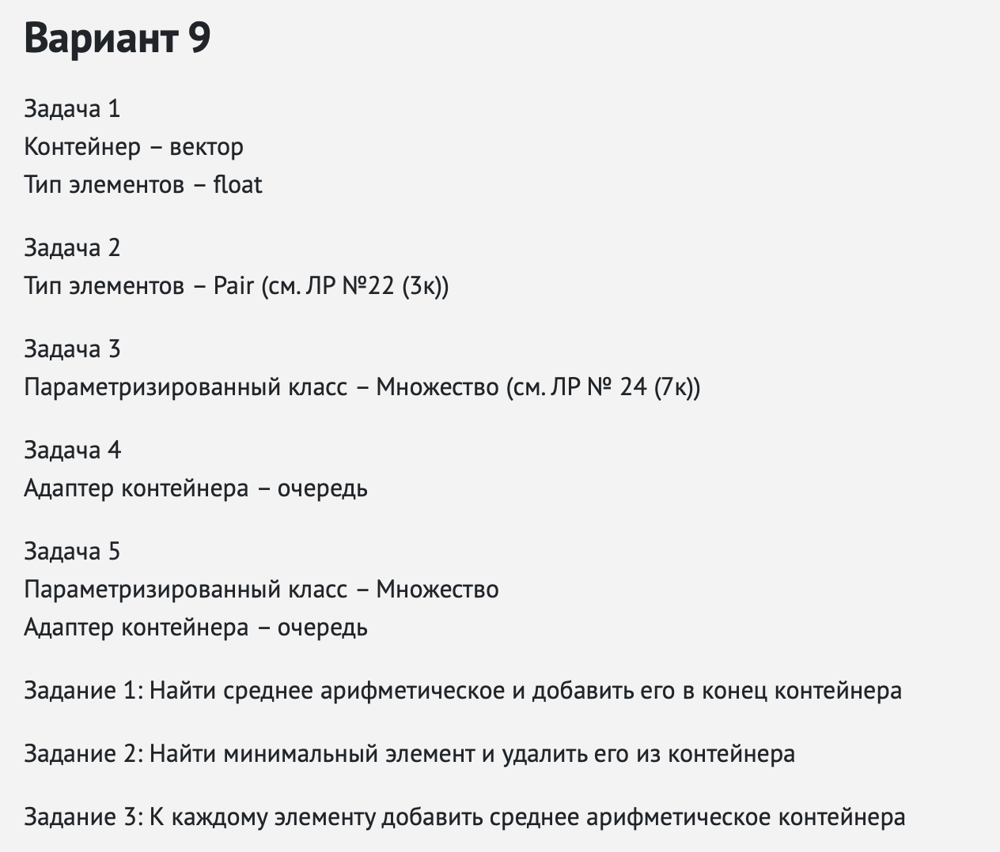 Вариант 9
Задача 1
Контейнер – вектор
Тип элементов – float
Задача 2
Тип элементов – Pair (см. ЛР №22 (3к))
Задача 3
Параметризированный класс – Множество (см. ЛР № 24 (7к))
Задача 4
Адаптер контейнера – очередь
Задача 5
Параметризированный класс – Множество
Адаптер контейнера – очередь
Задание 1: Найти среднее арифметическое и добавить его в конец контейнера
Задание 2: Найти минимальный элемент и удалить его из контейнера
Задание 3: К каждому элементу добавить среднее арифметическое контейнера